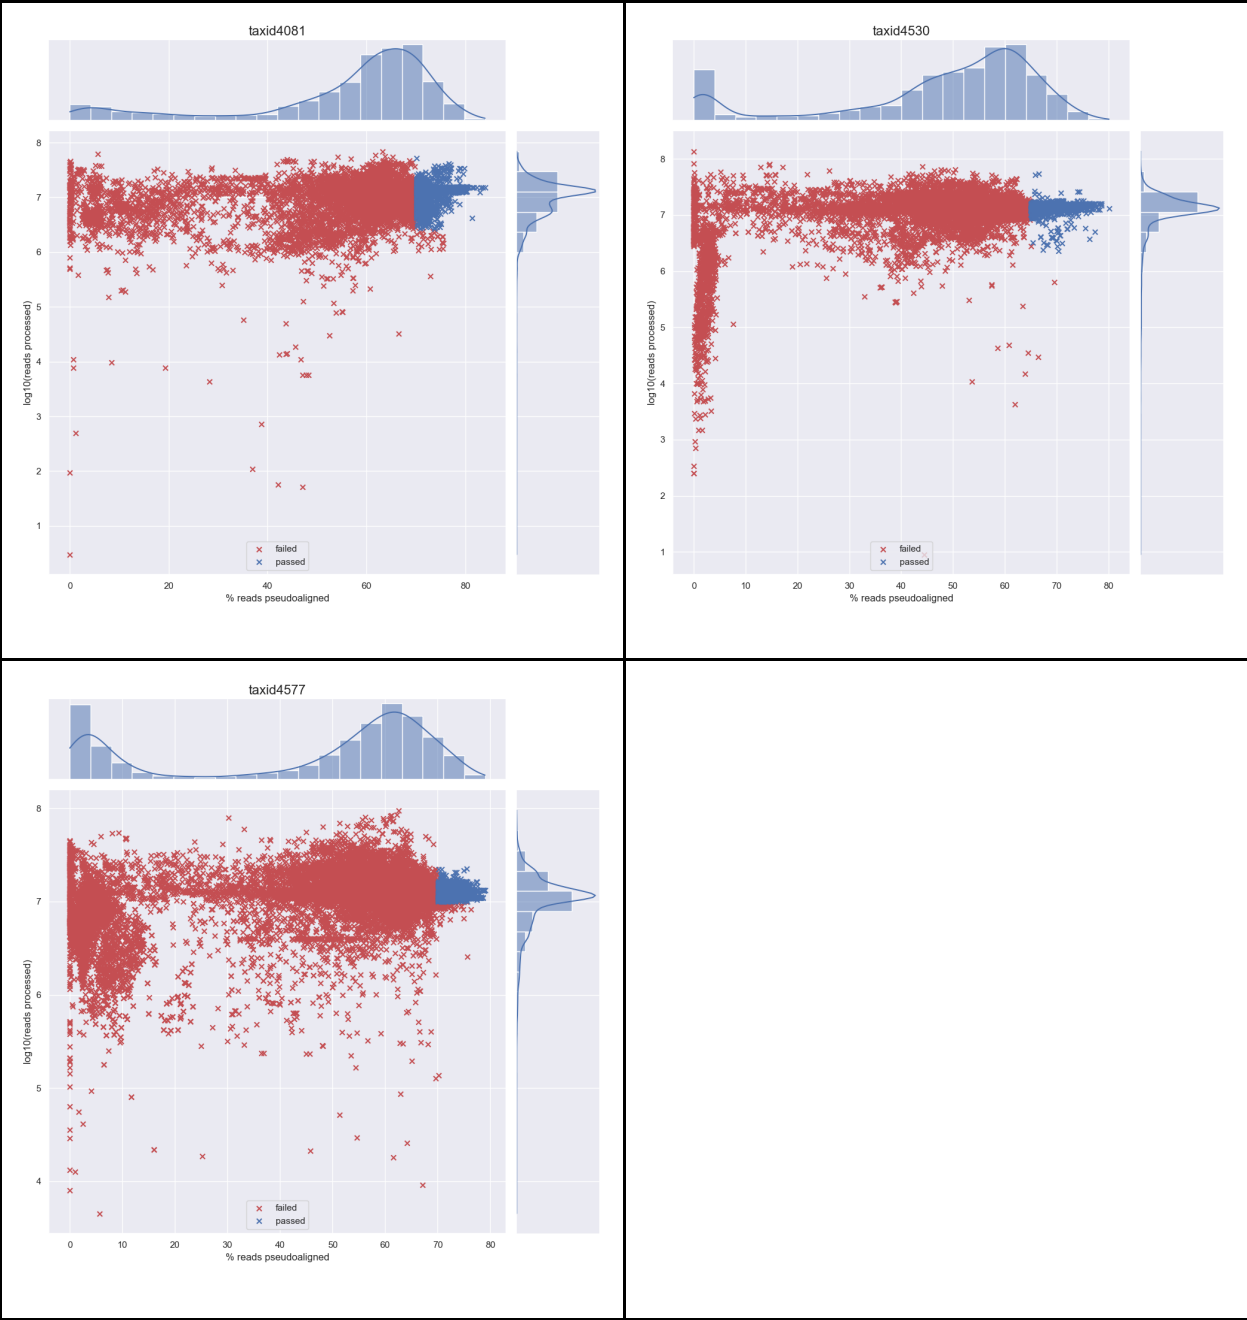 taxid4081
8
7
6
5
4
3
2
1
log10(reads processed)
failed
passed
0 20 40 60 80
% reads pseudoaligned
taxid4530
8
7
6
5
4
3
2
1
log10(reads processed)
failed
passed
0 10 20 30 40 50 60 70 80
% reads pseudoaligned
taxid4577
8
7
6
5
4
log10(reads processed)
failed
passed
0 10 20 30 40 50 60 70 80
% reads pseudoaligned